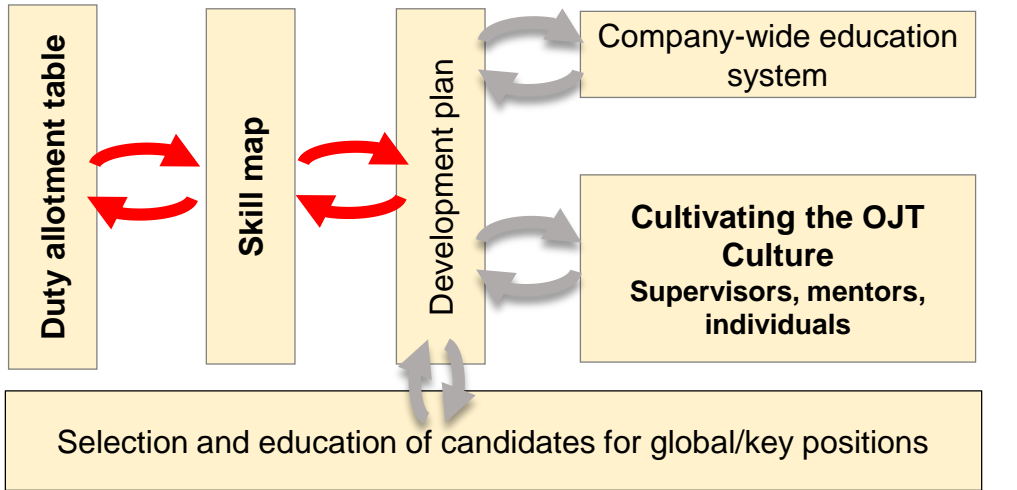 Duty allotment table
Skill map
Development plan
Company-wide education
system
Cultivating the OJT
Culture
Supervisors, mentors,
individuals
Selection and education of candidates for global/key positions